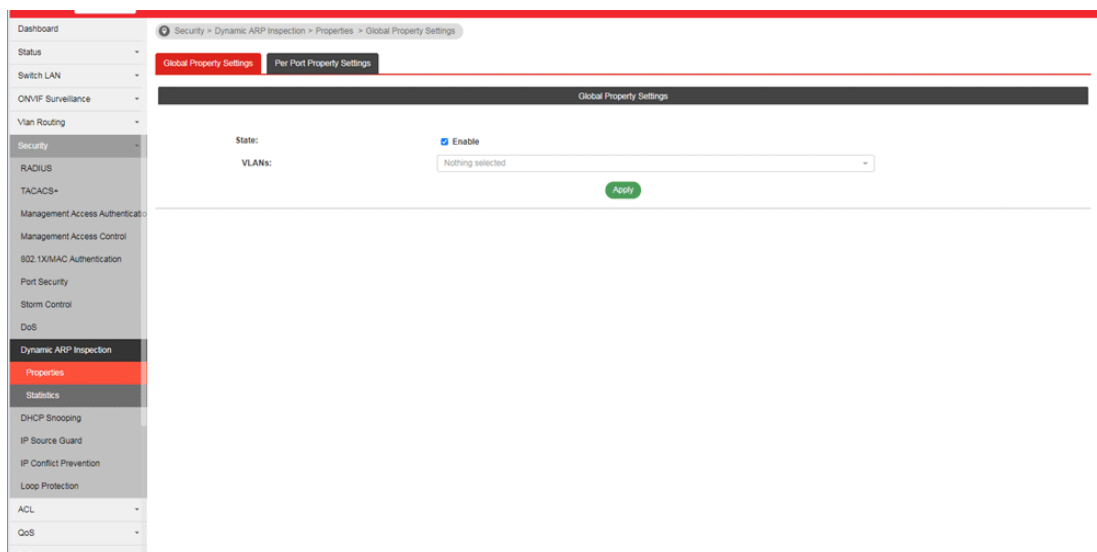 Dashboard
Security > Dynamic ARP Inspection > Properties > Global Property Settings
Status
Switch LAN
ONVIF Surveillance
Vlan Routing
Security
RADIUS
TACACS+
Management Access Authenticatio
Management Access Control
802.1X/MAC Authentication
Port Security
Storm Control
DoS
Dynamic ARP Inspection
Properties
Statistics
DHCP Snooping
IP Source Guard
IP Conflict Prevention
Loop Protection
ACL
QoS
Global Property Settings
Per Port Property Settings
Global Property Settings
State: Enable
VLANs: Nothing selected
Apply